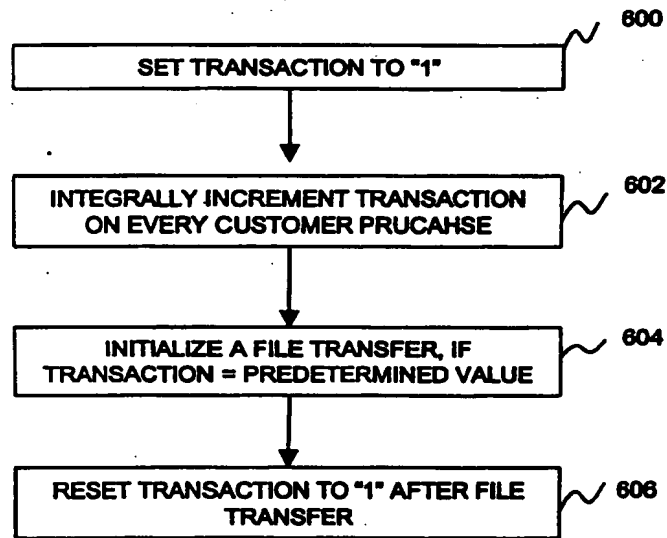 600
SET TRANSACTION TO "1"
602
INTEGRALLY INCREMENT TRANSACTION
ON EVERY CUSTOMER PRUCAHSE
604
INITIALIZE A FILE TRANSFER, IF
TRANSACTION = PREDETERMINED VALUE
RESET TRANSACTION TO "1" AFTER FILE
TRANSFER
606